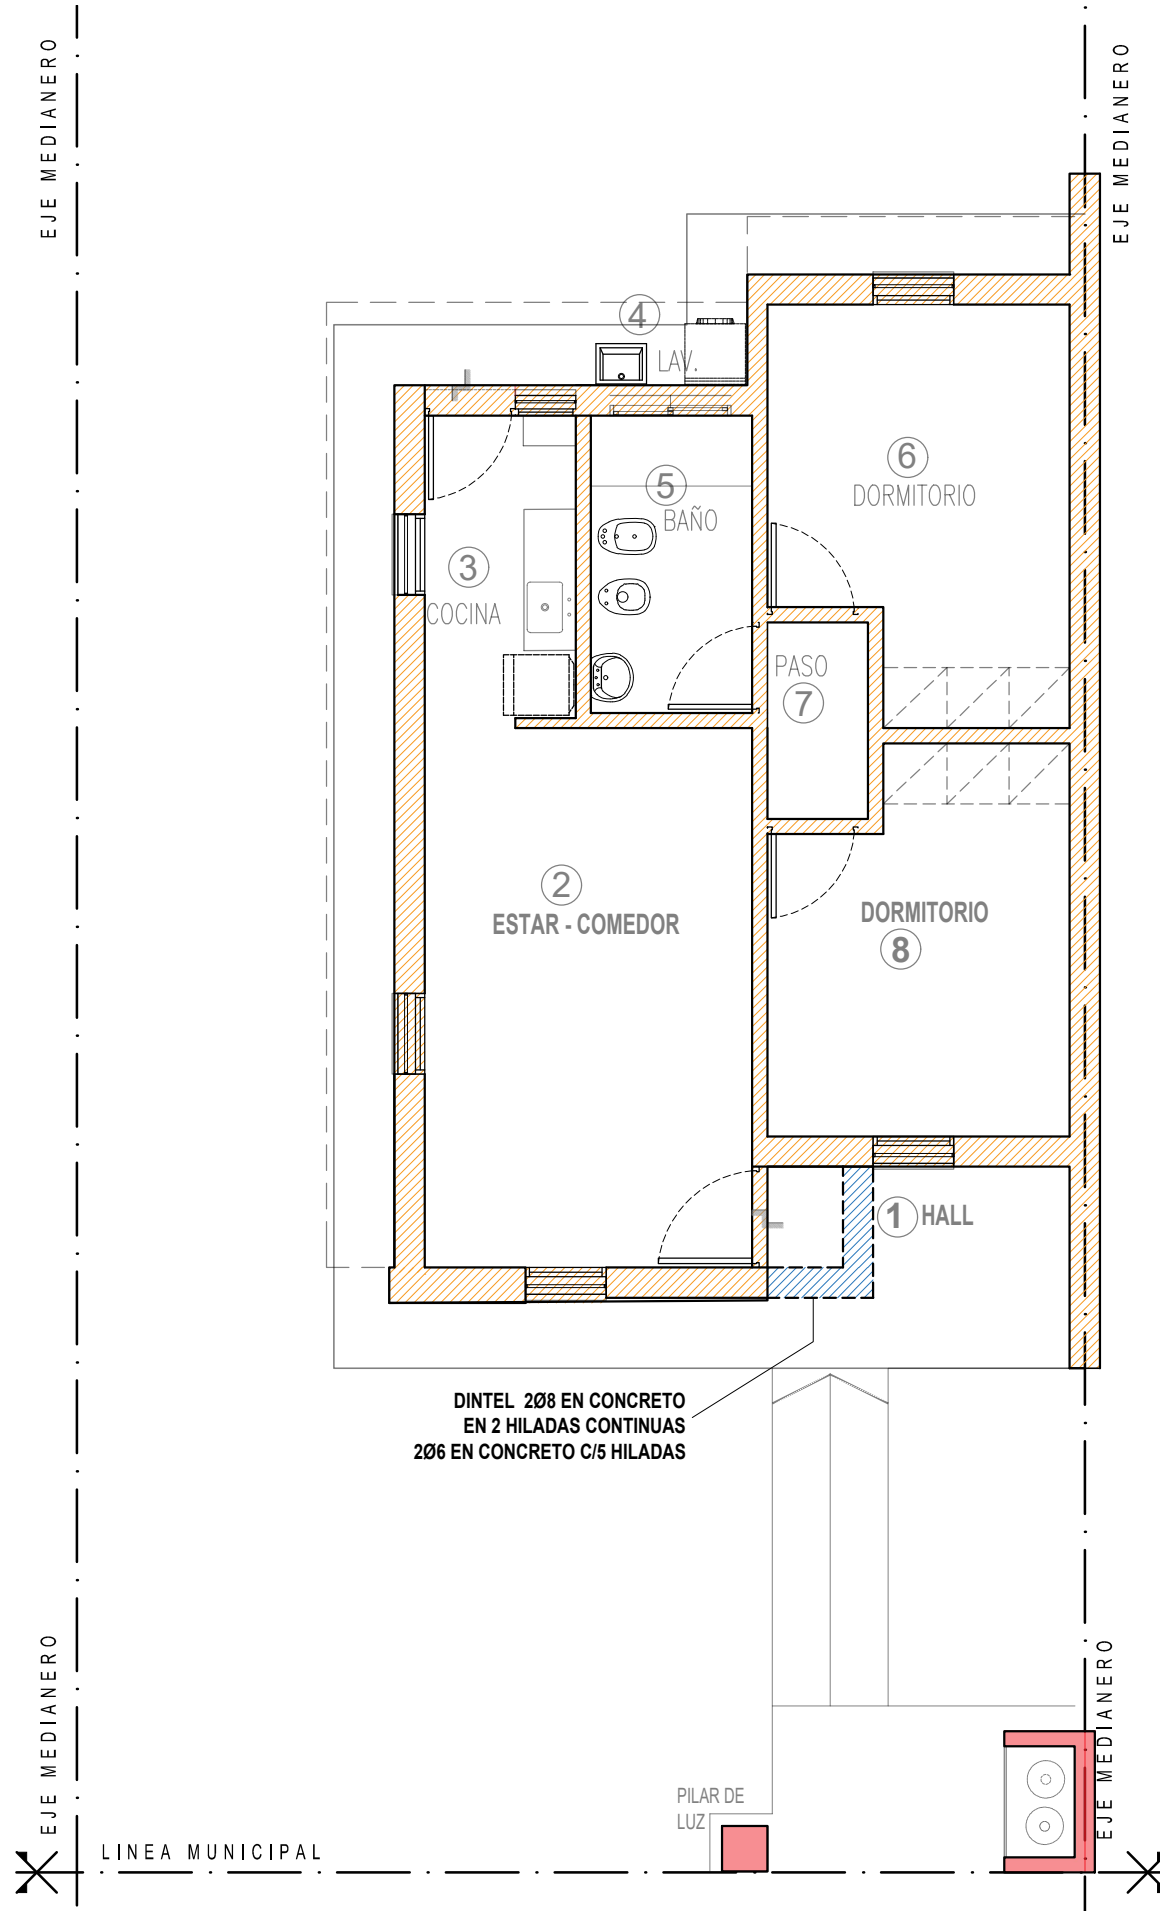 EJE MEDIANERO
EJE MEDIANERO
4
LAV.
6
DORMITORIO
5
BAÑO
3
COCINA
PASO
7
2
ESTAR - COMEDOR
DORMITORIO
8
1 HALL
DINTEL 2Ø8 EN CONCRETO
EN 2 HILADAS CONTINUAS
2Ø6 EN CONCRETO C/5 HILADAS
EJE MEDIANERO
EJE MEDIANERO
PILAR DE
LUZ
LINEA MUNICIPAL